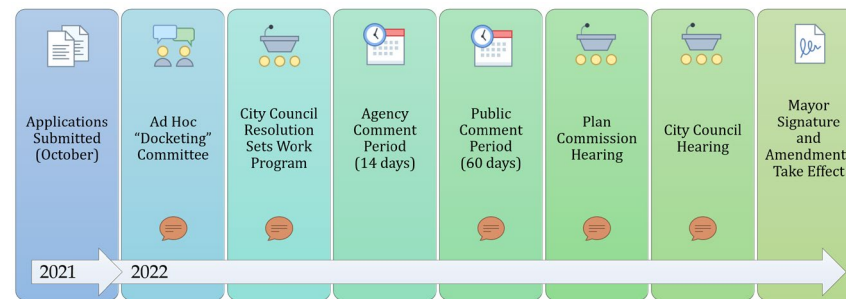 Applications
Submitted
(October)
Ad Hoc
“Docketing”
Committee
City Council
Resolution
Sets Work
Program
Agency
Comment
Period
(14 days)
Public
Comment
Period
(60 days)
Plan
Commission
Hearing
City Council
Hearing
Mayor
Signature
and
Amendment
Take Effect
2021
2022